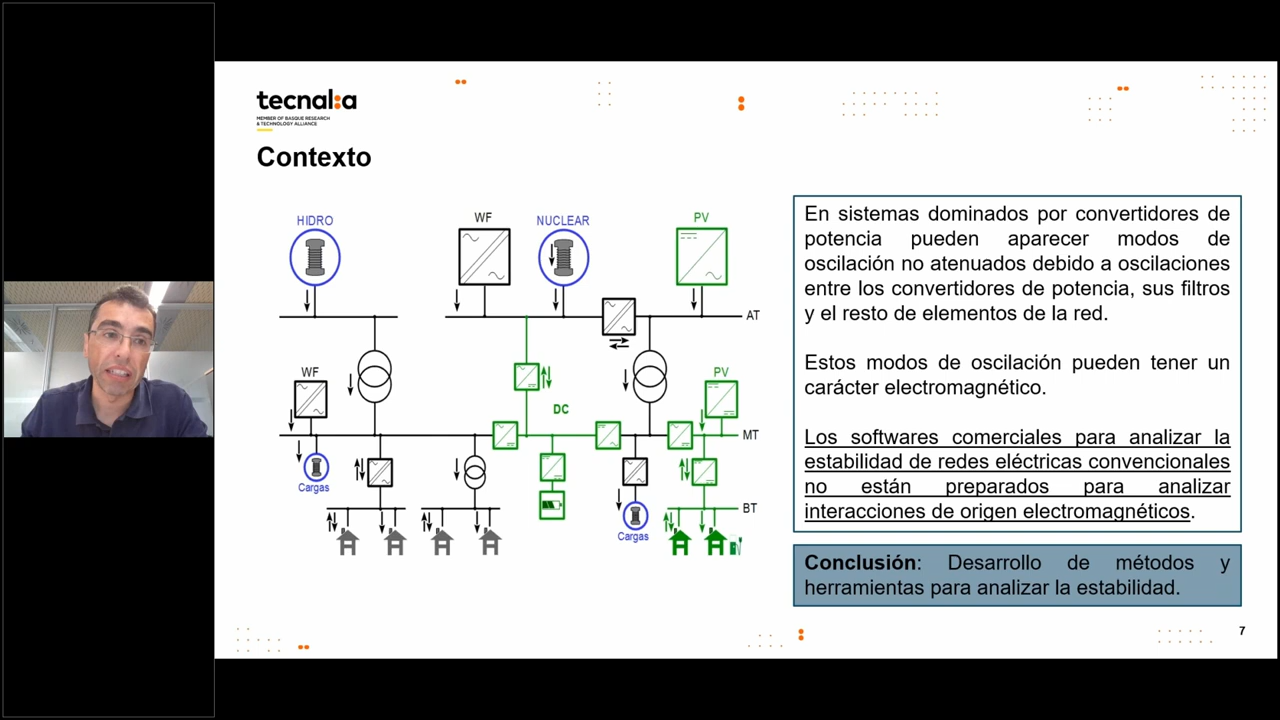 tecnal:a
MEMBER OF BASQUE RESEARCH
& TECHNOLOGY ALLIANCE
Contexto
HIDRO
WF
NUCLEAR
PV
AT
WF
DC
PV
MT
Cargas
BT
Cargas
En sistemas dominados por convertidores de
potencia pueden aparecer modos de
oscilación no atenuados debido a oscilaciones
entre los convertidores de potencia, sus filtros
y el resto de elementos de la red.
Estos modos de oscilación pueden tener un
carácter electromagnético.
Los softwares comerciales para analizar la
estabilidad de redes eléctricas convencionales
no están preparados para analizar
interacciones de origen electromagnéticos.
Conclusión: Desarrollo de métodos y
herramientas para analizar la estabilidad.
7